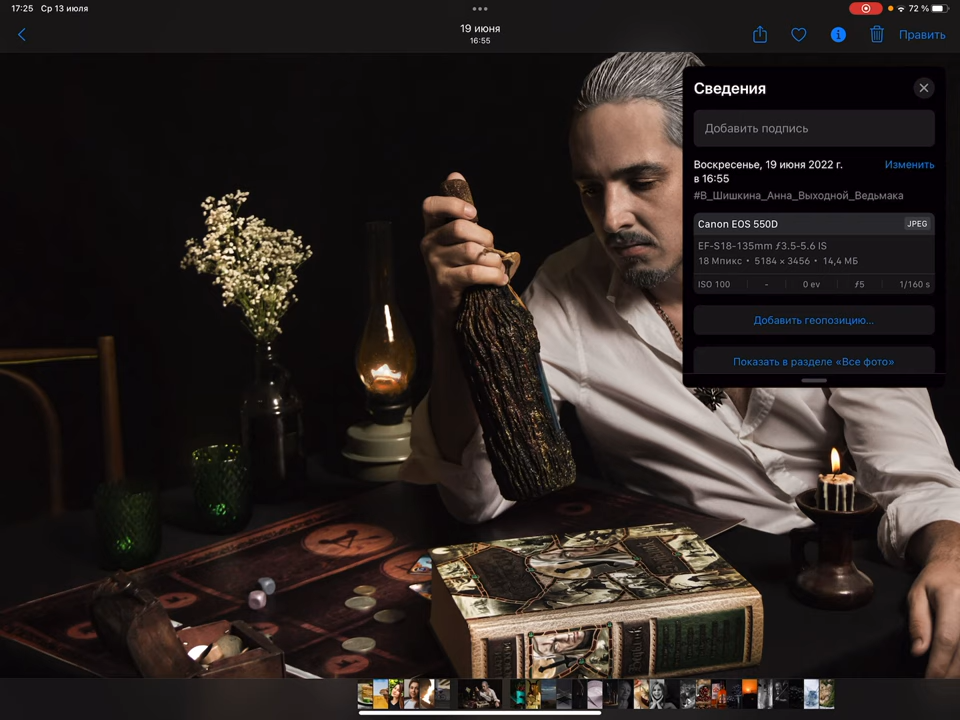 17:25 Ср 13 июля
72 %
19 июня
16:55
Править
Сведения
Добавить подпись
Воскресенье, 19 июня 2022 г.
в 16:55
Изменить
#В_Шишкина_Анна_Выходной_Ведьмака
Canon EOS 550D
JPEG
EF-S18-135mm ƒ3.5-5.6 IS
18 Мпикс • 5184 × 3456 • 14,4 МБ
ISO 100 - 0 ev ƒ5 1/160 s
Добавить геопозицию...
Показать в разделе «Все фото»